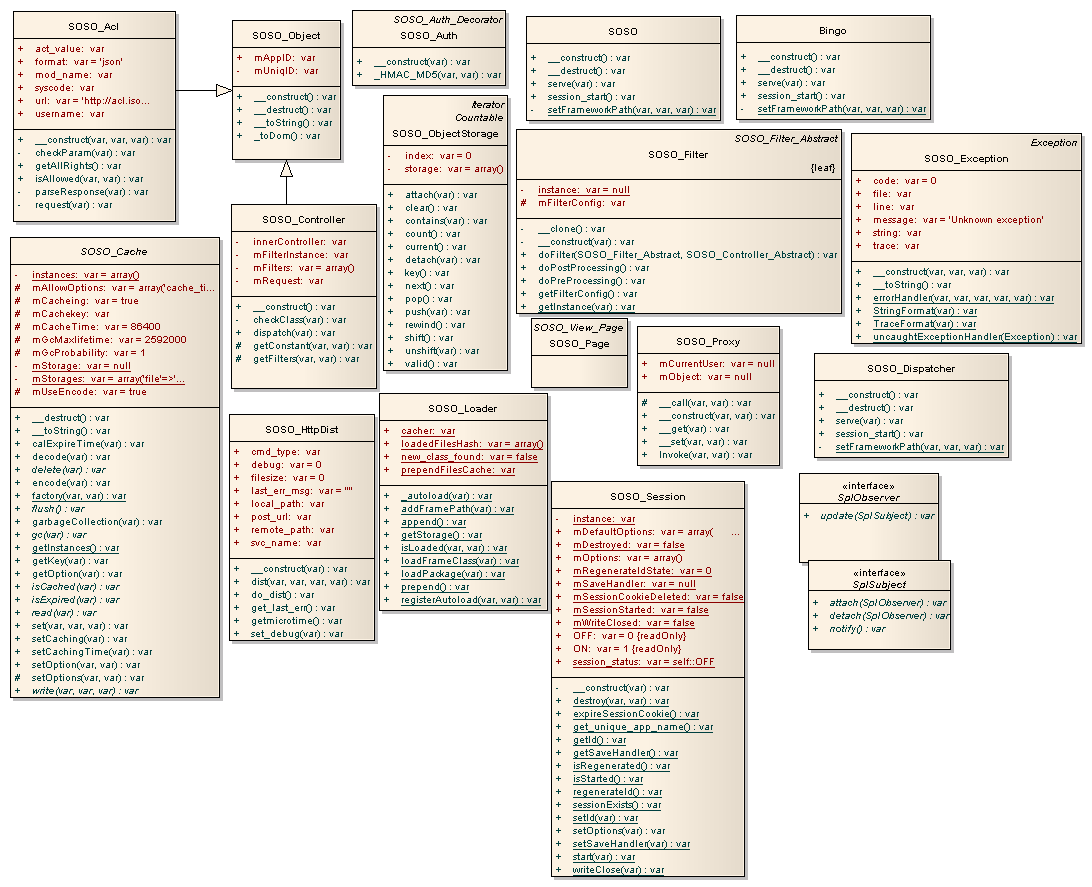 SOSO_Acl
+ act_value: var
+ format: var = 'json'
+ mod_name: var
+ syscode: var
+ url: var = 'http://acl.iso...
+ username: var
+ __construct(var, var, var) : var
- checkParam(var) : var
+ getAllRights() : var
+ isAllowed(var, var) : var
- parseResponse(var) : var
- request(var) : var
SOSO_Object
+ mAppID: var
- mUniqID: var
+ __construct() : var
+ __destruct() : var
+ __toString() : var
+ _toDom() : var
SOSO_Auth_Decorator
SOSO_Auth
+ __construct(var) : var
+ _HMAC_MD5(var, var) : var
SOSO
+ __construct() : var
+ __destruct() : var
+ serve(var) : var
+ session_start() : var
- setFrameworkPath(var, var, var) : var
Bingo
+ __construct() : var
+ __destruct() : var
+ serve(var) : var
+ session_start() : var
- setFrameworkPath(var, var, var) : var
Iterator
Countable
SOSO_ObjectStorage
- index: var = 0
- storage: var = array()
+ attach(var) : var
+ clear() : var
+ contains(var) : var
+ count() : var
+ current() : var
+ detach(var) : var
+ key() : var
+ next() : var
+ pop() : var
+ push(var) : var
+ rewind() : var
+ shift() : var
+ unshift(var) : var
+ valid() : var
SOSO_Filter_Abstract
SOSO_Filter
{leaf}
- instance: var = null
# mFilterConfig: var
- __clone() : var
- __construct(var) : var
+ doFilter(SOSO_Filter_Abstract, SOSO_Controller_Abstract) : var
+ doPostProcessing() : var
+ doPreProcessing() : var
+ getFilterConfig() : var
+ getInstance(var) : var
Exception
SOSO_Exception
+ code: var = 0
+ file: var
+ line: var
+ message: var = 'Unknown exception'
+ string: var
+ trace: var
+ __construct(var, var, var) : var
+ __toString() : var
+ errorHandler(var, var, var, var, var) : var
+ StringFormat(var) : var
+ TraceFormat(var) : var
+ uncaughtExceptionHandler(Exception) : var
SOSO_Controller
- innerController: var
- mFilterInstance: var
- mFilters: var = array()
- mRequest: var
+ __construct() : var
- checkClass(var) : var
+ dispatch(var) : var
# getConstant(var, var) : var
# getFilters(var, var) : var
SOSO_Cache
- instances: var = array()
# mAllowOptions: var = array('cache_ti...
# mCacheing: var = true
# mCachekey: var
# mCacheTime: var = 86400
# mGcMaxlifetime: var = 2592000
# mGcProbability: var = 1
- mStorage: var = null
- mStorages: var = array('file'=>'...
# mUseEncode: var = true
+ __destruct() : var
+ __toString() : var
+ calExpireTime(var) : var
+ decode(var) : var
+ delete(var) : var
+ encode(var) : var
+ factory(var, var) : var
+ flush() : var
+ garbageCollection(var) : var
+ gc(var) : var
+ getInstances() : var
+ getKey(var) : var
+ getOption(var) : var
+ isCached(var) : var
+ isExpired(var) : var
+ read(var) : var
+ set(var, var, var) : var
+ setCaching(var) : var
+ setCachingTime(var) : var
+ setOption(var, var) : var
# setOptions(var, var) : var
+ write(var, var, var) : var
SOSO_View_Page
SOSO_Page
SOSO_Proxy
+ mCurrentUser: var = null
+ mObject: var = null
# __call(var, var) : var
+ __construct(var, var) : var
+ __get(var) : var
+ __set(var, var) : var
+ Invoke(var, var) : var
SOSO_Dispatcher
+ __construct() : var
+ __destruct() : var
+ serve(var) : var
+ session_start() : var
- setFrameworkPath(var, var, var) : var
SOSO_HttpDist
+ cmd_type: var
+ debug: var = 0
+ filesize: var = 0
+ last_err_msg: var = ""
+ local_path: var
+ post_url: var
+ remote_path: var
+ svc_name: var
+ __construct(var) : var
+ dist(var, var, var, var) : var
+ do_dist() : var
+ get_last_err() : var
+ getmicrotime() : var
+ set_debug(var) : var
SOSO_Loader
+ cacher: var
+ loadedFilesHash: var = array()
+ new_class_found: var = false
+ prependFilesCache: var
+ _autoload(var) : var
+ addFramePath(var) : var
+ append() : var
+ getStorage() : var
+ isLoaded(var, var) : var
+ loadFrameClass(var) : var
+ loadPackage(var) : var
+ prepend() : var
+ registerAutoload(var, var) : var
SOSO_Session
- instance: var
+ mDefaultOptions: var = array( ...
+ mDestroyed: var = false
+ mOptions: var = array()
+ mRegenerateIdState: var = 0
+ mSaveHandler: var = null
+ mSessionCookieDeleted: var = false
+ mSessionStarted: var = false
+ mWriteClosed: var = false
+ OFF: var = 0 {readOnly}
+ ON: var = 1 {readOnly}
+ session_status: var = self::OFF
- __construct(var) : var
+ destroy(var, var) : var
+ expireSessionCookie() : var
+ get_unique_app_name() : var
+ getId() : var
+ getSaveHandler() : var
+ isRegenerated() : var
+ isStarted() : var
+ regenerateId() : var
+ sessionExists() : var
+ setId(var) : var
+ setOptions(var) : var
+ setSaveHandler(var) : var
+ start(var) : var
+ writeClose(var) : var
«interface»
SplObserver
+ update(SplSubject) : var
«interface»
SplSubject
+ attach(SplObserver) : var
+ detach(SplObserver) : var
+ notify() : var